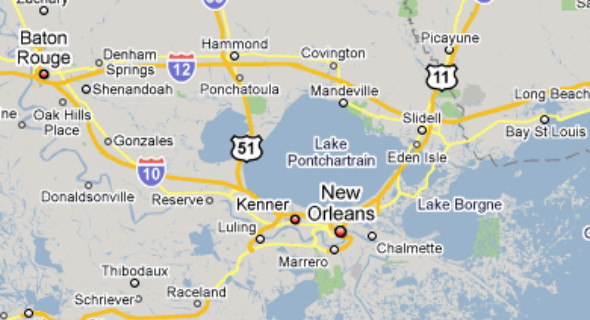 Zachary
Hammond
Covington
Picayune
Baton
Rouge
Denham
Springs
12
11
Shenandoah
Ponchatoula
Mandeville
Long Beach
Oak Hills
Place
Slidell
Bay St Louis
Gonzales
51
Lake
Pontchartrain
Eden Isle
10
Donaldsonville
Reserve
Kenner
New
Orleans
Lake Borgne
Luling
Chalmette
Marrero
Thibodaux
Schriever
Raceland